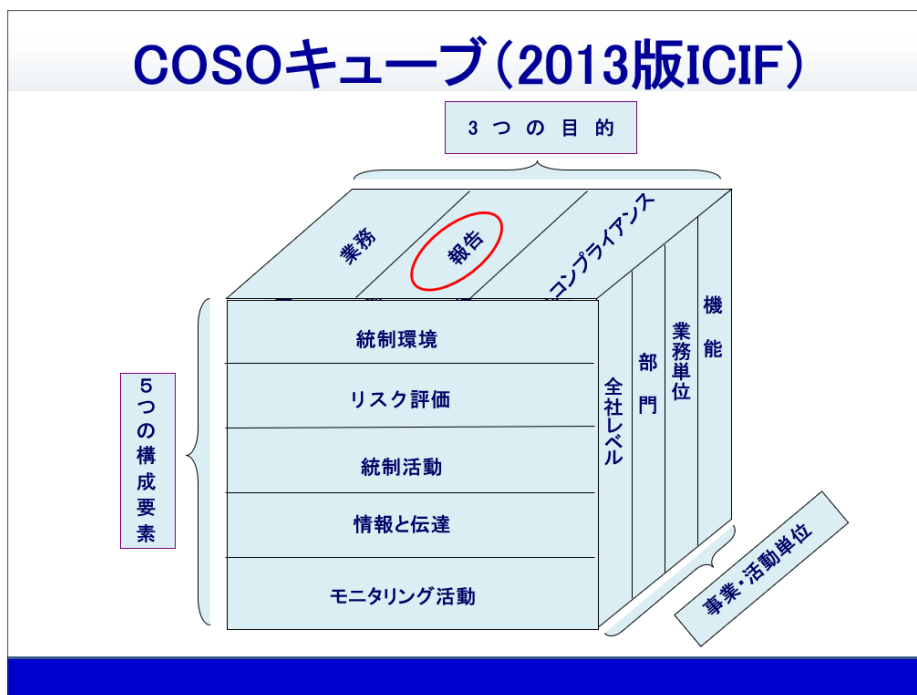 COSOキューブ(2013版ICIF)
3つの目的
業務
報告
コンプライアンス
5つの構成要素
統制環境
リスク評価
統制活動
情報と伝達
モニタリング活動
全社レベル
部門
業務単位
機能
事業・活動単位